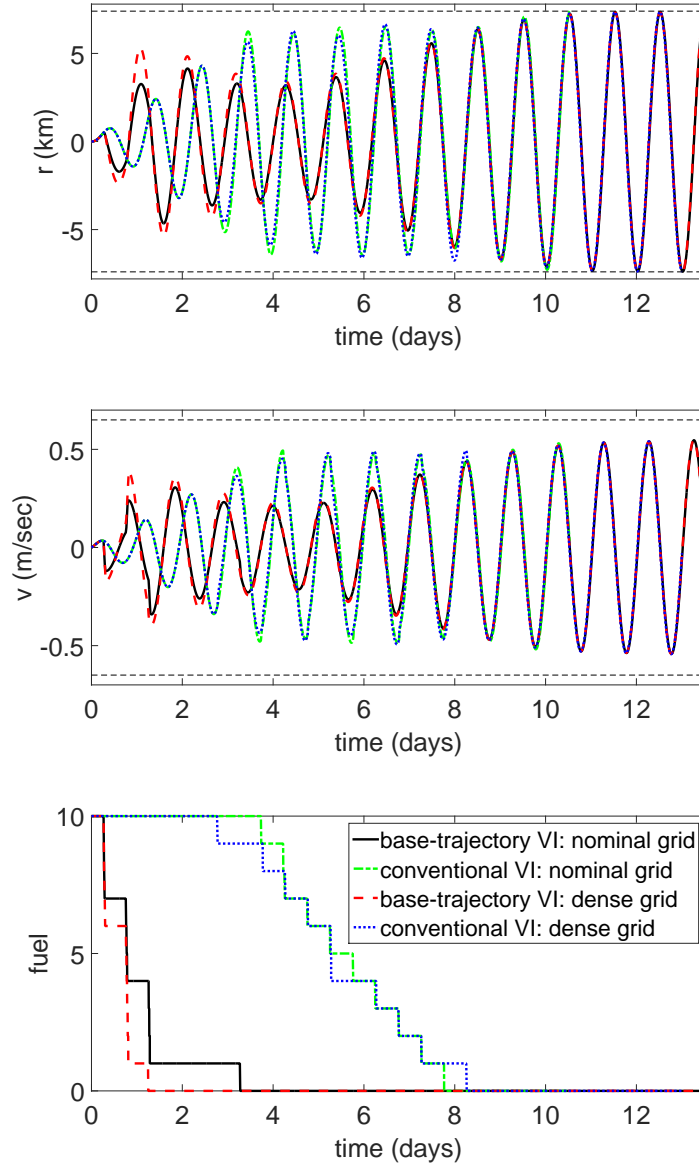 r (km)
5
0
-5
0 2 4 6 8 10 12
time (days)
v (m/sec)
0.5
0
-0.5
0 2 4 6 8 10 12
time (days)
fuel
10
5
0
base-trajectory VI: nominal grid
conventional VI: nominal grid
base-trajectory VI: dense grid
conventional VI: dense grid
0 2 4 6 8 10 12
time (days)